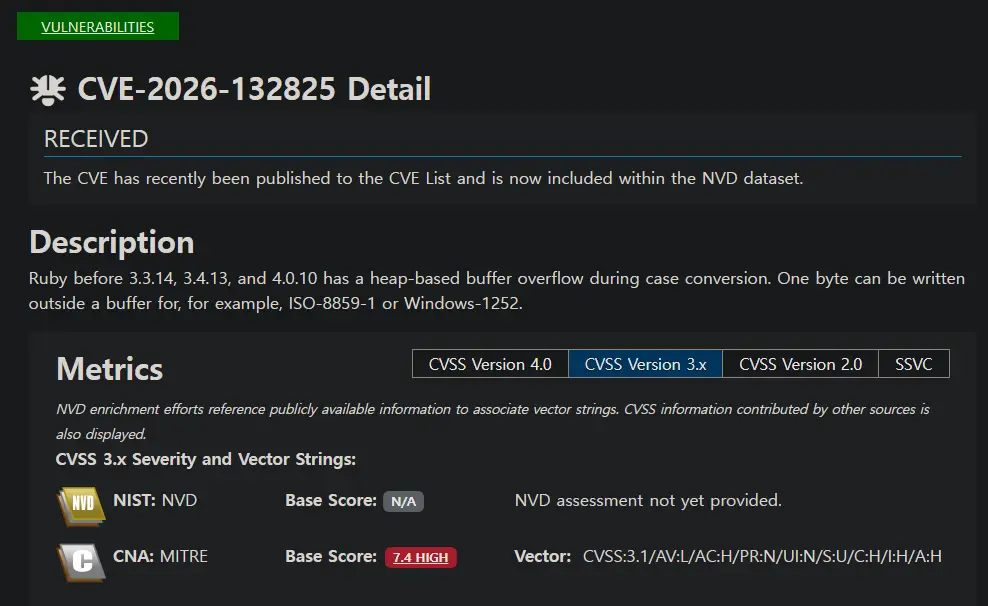 VULNERABILITIES
CVE-2026-132825 Detail
RECEIVED
The CVE has recently been published to the CVE List and is now included within the NVD dataset.
Description
Ruby before 3.3.14, 3.4.13, and 4.0.10 has a heap-based buffer overflow during case conversion. One byte can be written
outside a buffer for, for example, ISO-8859-1 or Windows-1252.
Metrics
CVSS Version 4.0 CVSS Version 3.x CVSS Version 2.0 SSVC
NVD enrichment efforts reference publicly available information to associate vector strings. CVSS information contributed by other sources is
also displayed.
CVSS 3.x Severity and Vector Strings:
NVD NIST: NVD Base Score: N/A NVD assessment not yet provided.
C CNA: MITRE Base Score: 7.4 HIGH Vector: CVSS:3.1/AV:L/AC:H/PR:N/UI:N/S:U/C:H/I:H/A:H